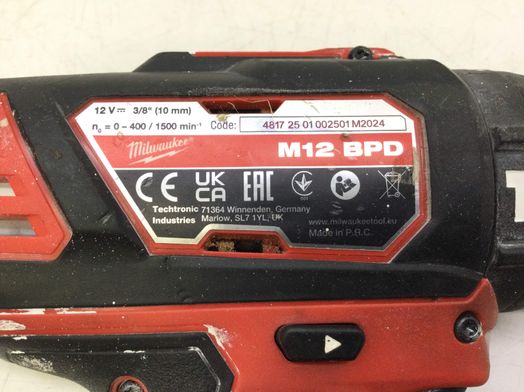 12 V 3/8" (10 mm)
n₀ = 0 – 400 / 1500 min⁻¹ Code: 4817 25 01 002501 M2024
Milwaukee
M12 BPD
CE UK CA EAC 001
Techtronic Industries 71364 Winnenden, Germany
Marlow, SL7 1YL, UK
www.milwaukeetool.eu
Made in P.R.C.